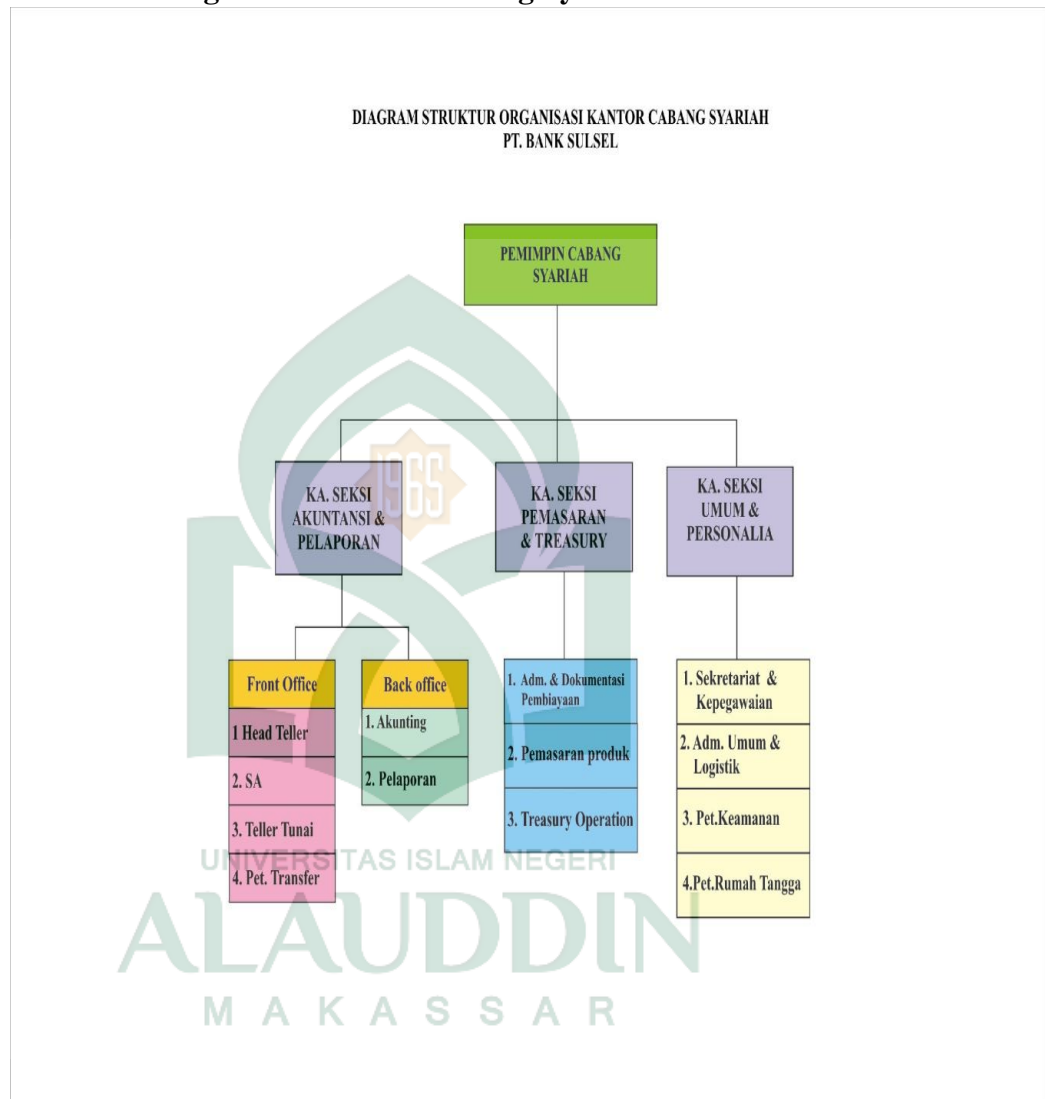 DIAGRAM STRUKTUR ORGANISASI KANTOR CABANG SYARIAH
PT. BANK SULSEL
PEMIMPIN CABANG
SYARIAH
1965
KA. SEKSI
AKUNTANSI &
PELAPORAN
KA. SEKSI
PEMASARAN
& TREASURY
KA. SEKSI
UMUM &
PERSONALIA
Front Office
1 Head Teller
2. SA
3. Teller Tunai
4. Pet. Transfer
Back office
1. Akunting
2. Pelaporan
1. Adm. & Dokumentasi
Pembiayaan
2. Pemasaran produk
3. Treasury Operation
1. Sekretariat &
Kepegawaian
2. Adm. Umum &
Logistik
3. Pet.Keamanan
4.Pet.Rumah Tangga
UNIVERSITAS ISLAM NEGERI
ALAUDDIN
MAKASSAR